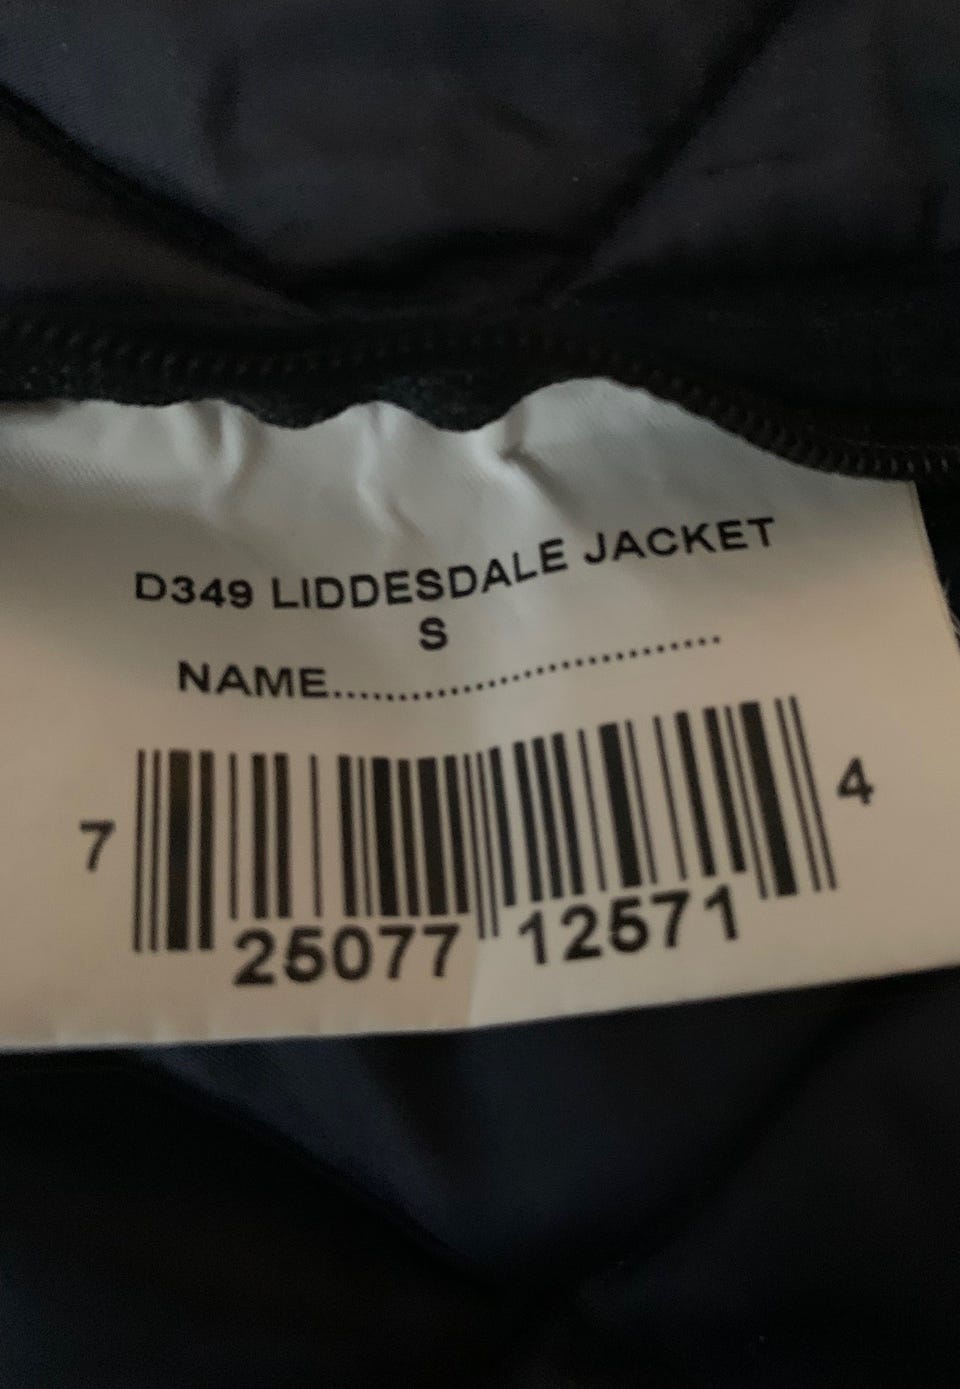 D349 LIDDESDALE JACKET
S
NAME........................................
7 25077 12571 4